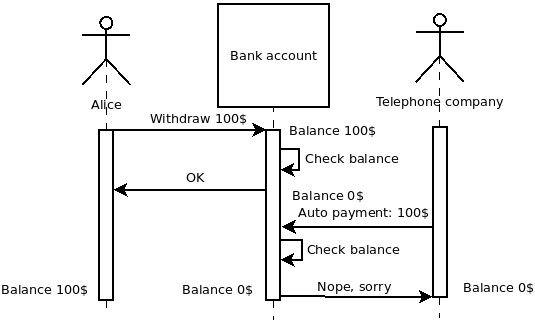 Bank account
Alice
Telephone company
Withdraw 100$
Balance 100$
Check balance
OK
Balance 0$
Auto payment: 100$
Check balance
Balance 100$
Balance 0$
Nope, sorry
Balance 0$